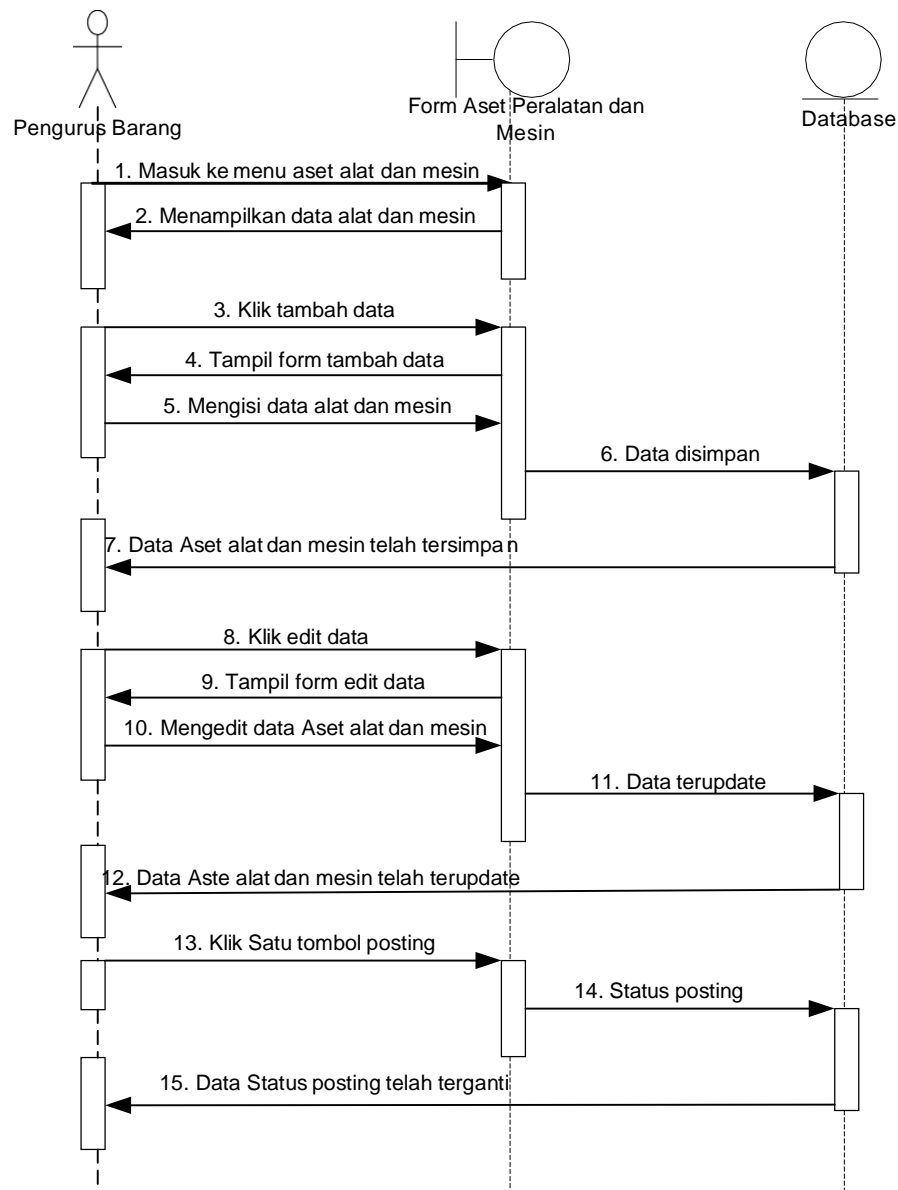 Pengurus Barang
Form Aset Peralatan dan
Mesin
Database
1. Masuk ke menu aset alat dan mesin
2. Menampilkan data alat dan mesin
3. Klik tambah data
4. Tampil form tambah data
5. Mengisi data alat dan mesin
6. Data disimpan
7. Data Aset alat dan mesin telah tersimpan
8. Klik edit data
9. Tampil form edit data
10. Mengedit data Aset alat dan mesin
11. Data terupdate
12. Data Aste alat dan mesin telah terupdate
13. Klik Satu tombol posting
14. Status posting
15. Data Status posting telah terganti